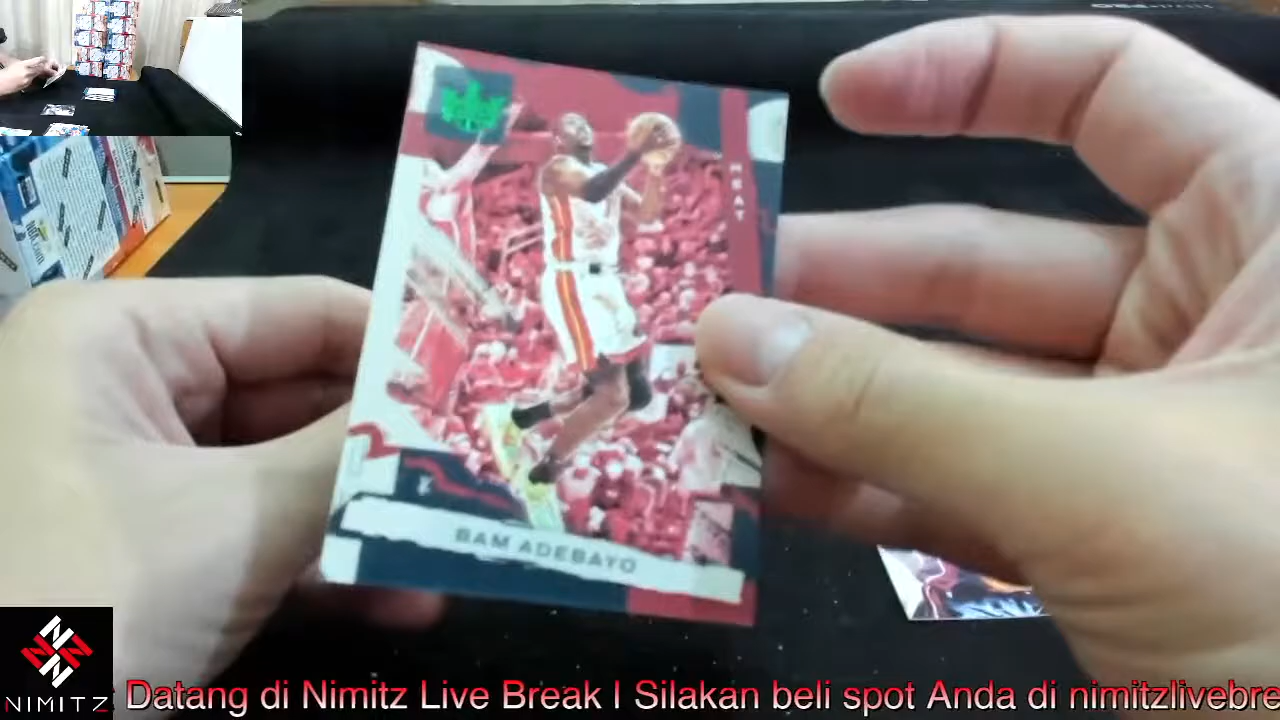 HEAT
BAM ADEBAYO
NIMITZ
Datang di Nimitz Live Break | Silakan beli spot Anda di nimitzlivebre